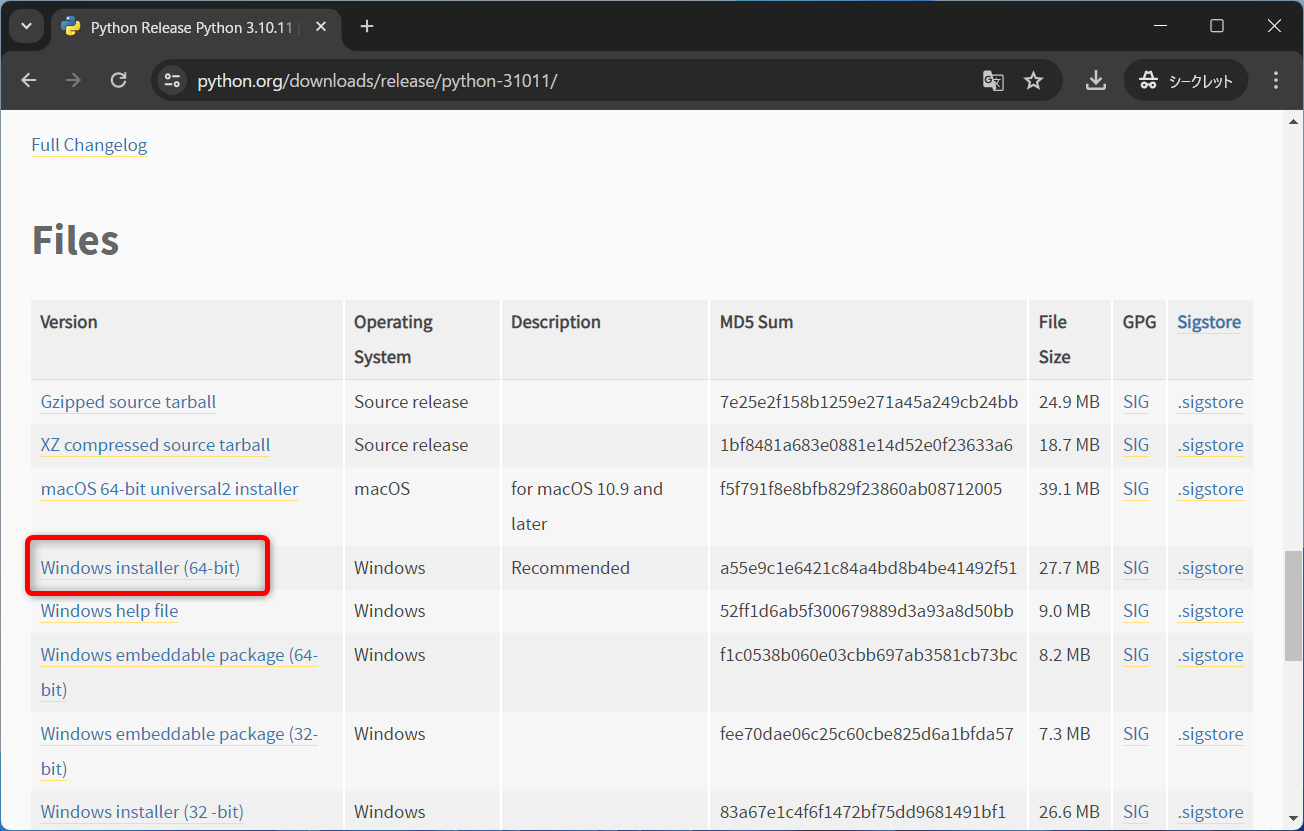 Python Release Python 3.10.11
python.org/downloads/release/python-31011/
シークレット
Full Changelog
Files
Version Operating System Description MD5 Sum File Size GPG Sigstore
Gzipped source tarball Source release 7e25e2f158b1259e271a45a249cb24bb 24.9 MB SIG .sigstore
XZ compressed source tarball Source release 1bf8481a683e0881e14d52e0f23633a6 18.7 MB SIG .sigstore
macOS 64-bit universal2 installer macOS for macOS 10.9 and later f5f791f8e8bfb829f23860ab08712005 39.1 MB SIG .sigstore
Windows installer (64-bit) Windows Recommended a55e9c1e6421c84a4bd8b4be41492f51 27.7 MB SIG .sigstore
Windows help file Windows 52ff1d6ab5f300679889d3a93a8d50bb 9.0 MB SIG .sigstore
Windows embeddable package (64-bit) Windows f1c0538b060e03cbb697ab3581cb73bc 8.2 MB SIG .sigstore
Windows embeddable package (32-bit) Windows fee70dae06c25c60cbe825d6a1bfda57 7.3 MB SIG .sigstore
Windows installer (32 -bit) Windows 83a67e1c4f6f1472bf75dd9681491bf1 26.6 MB SIG .sigstore